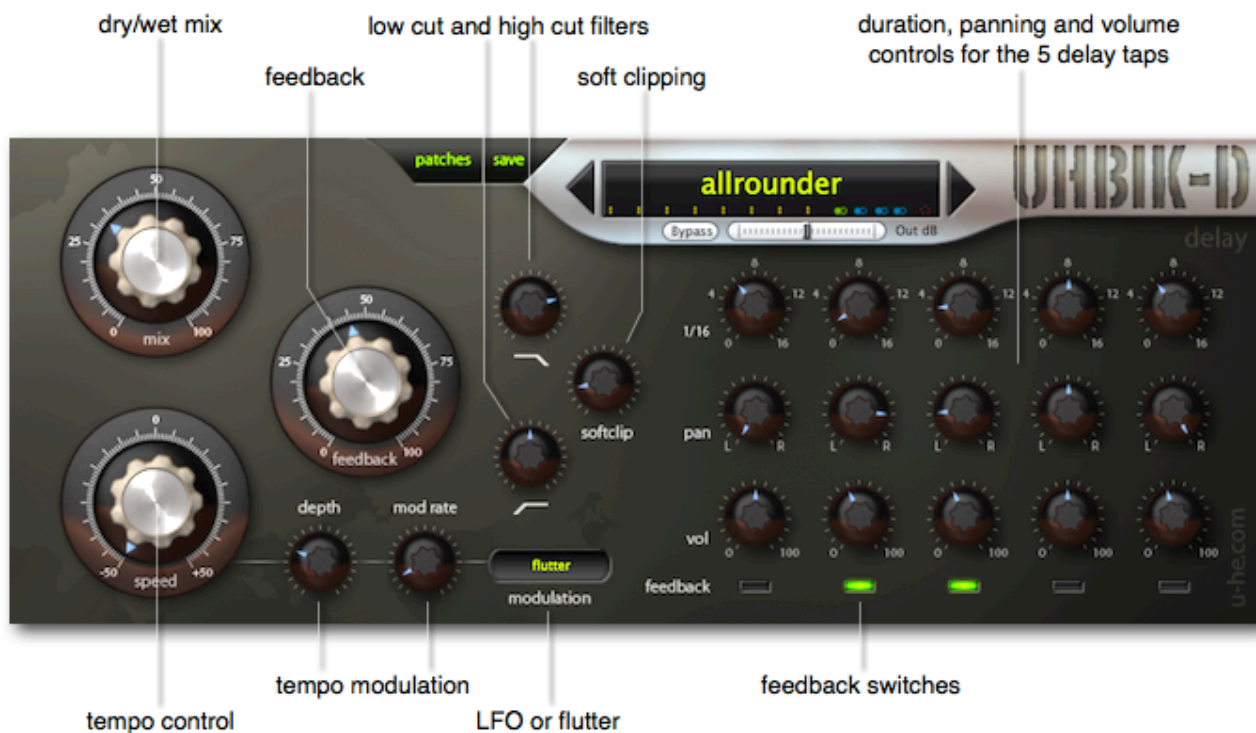 dry/wet mix
low cut and high cut filters
duration, panning and volume
controls for the 5 delay taps
feedback
soft clipping
patches save
allrounder
UHBIK-D
Bypass
Out dB
delay
50
25 75
0 100
mix
50
25 75
0 100
feedback
softclip
0
-50 +50
speed
depth
mod rate
flutter
modulation
8 8 8 8 8
4 12 4 12 4 12 4 12 4 12
1/16
0 16 0 16 0 16 0 16 0 16
pan
L R L R L R L R L R
vol
0 100 0 100 0 100 0 100 0 100
feedback
u-he.com
tempo modulation
feedback switches
tempo control
LFO or flutter